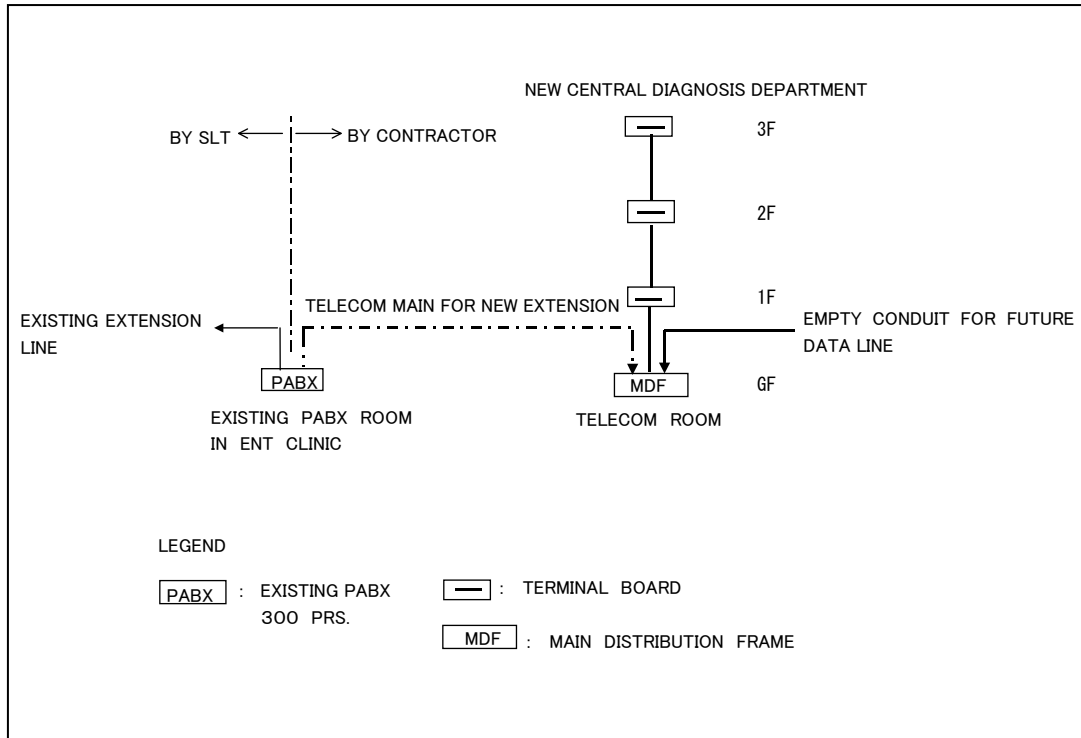 NEW CENTRAL DIAGNOSIS DEPARTMENT
3F
BY SLT
BY CONTRACTOR
2F
TELECOM MAIN FOR NEW EXTENSION
1F
EXISTING EXTENSION
LINE
EMPTY CONDUIT FOR FUTURE
DATA LINE
PABX
MDF
GF
EXISTING PABX ROOM
IN ENT CLINIC
TELECOM ROOM
LEGEND
PABX : EXISTING PABX
300 PRS.
: TERMINAL BOARD
MDF : MAIN DISTRIBUTION FRAME